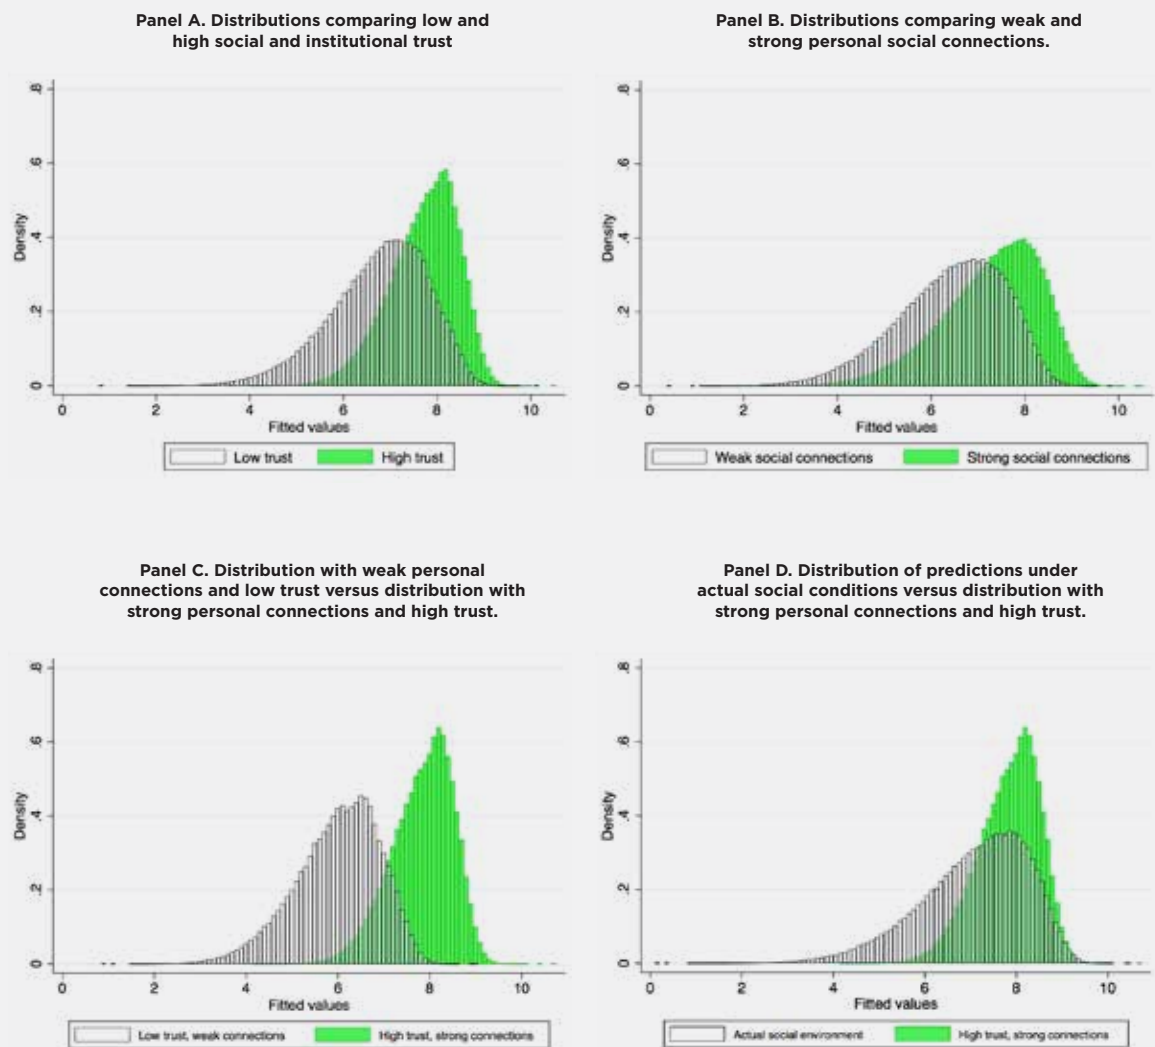 Panel A. Distributions comparing low and
high social and institutional trust
Panel B. Distributions comparing weak and
strong personal social connections.
.8
.6
.4
.2
0
Density
0 2 4 6 8 10
Fitted values
Low trust High trust
.8
.6
.4
.2
0
Density
0 2 4 6 8 10
Fitted values
Weak social connections Strong social connections
Panel C. Distribution with weak personal
connections and low trust versus distribution with
strong personal connections and high trust.
Panel D. Distribution of predictions under
actual social conditions versus distribution with
strong personal connections and high trust.
.8
.6
.4
.2
0
Density
0 2 4 6 8 10
Fitted values
Low trust, weak connections High trust, strong connections
.8
.6
.4
.2
0
Density
0 2 4 6 8 10
Fitted values
Actual social environment High trust, strong connections